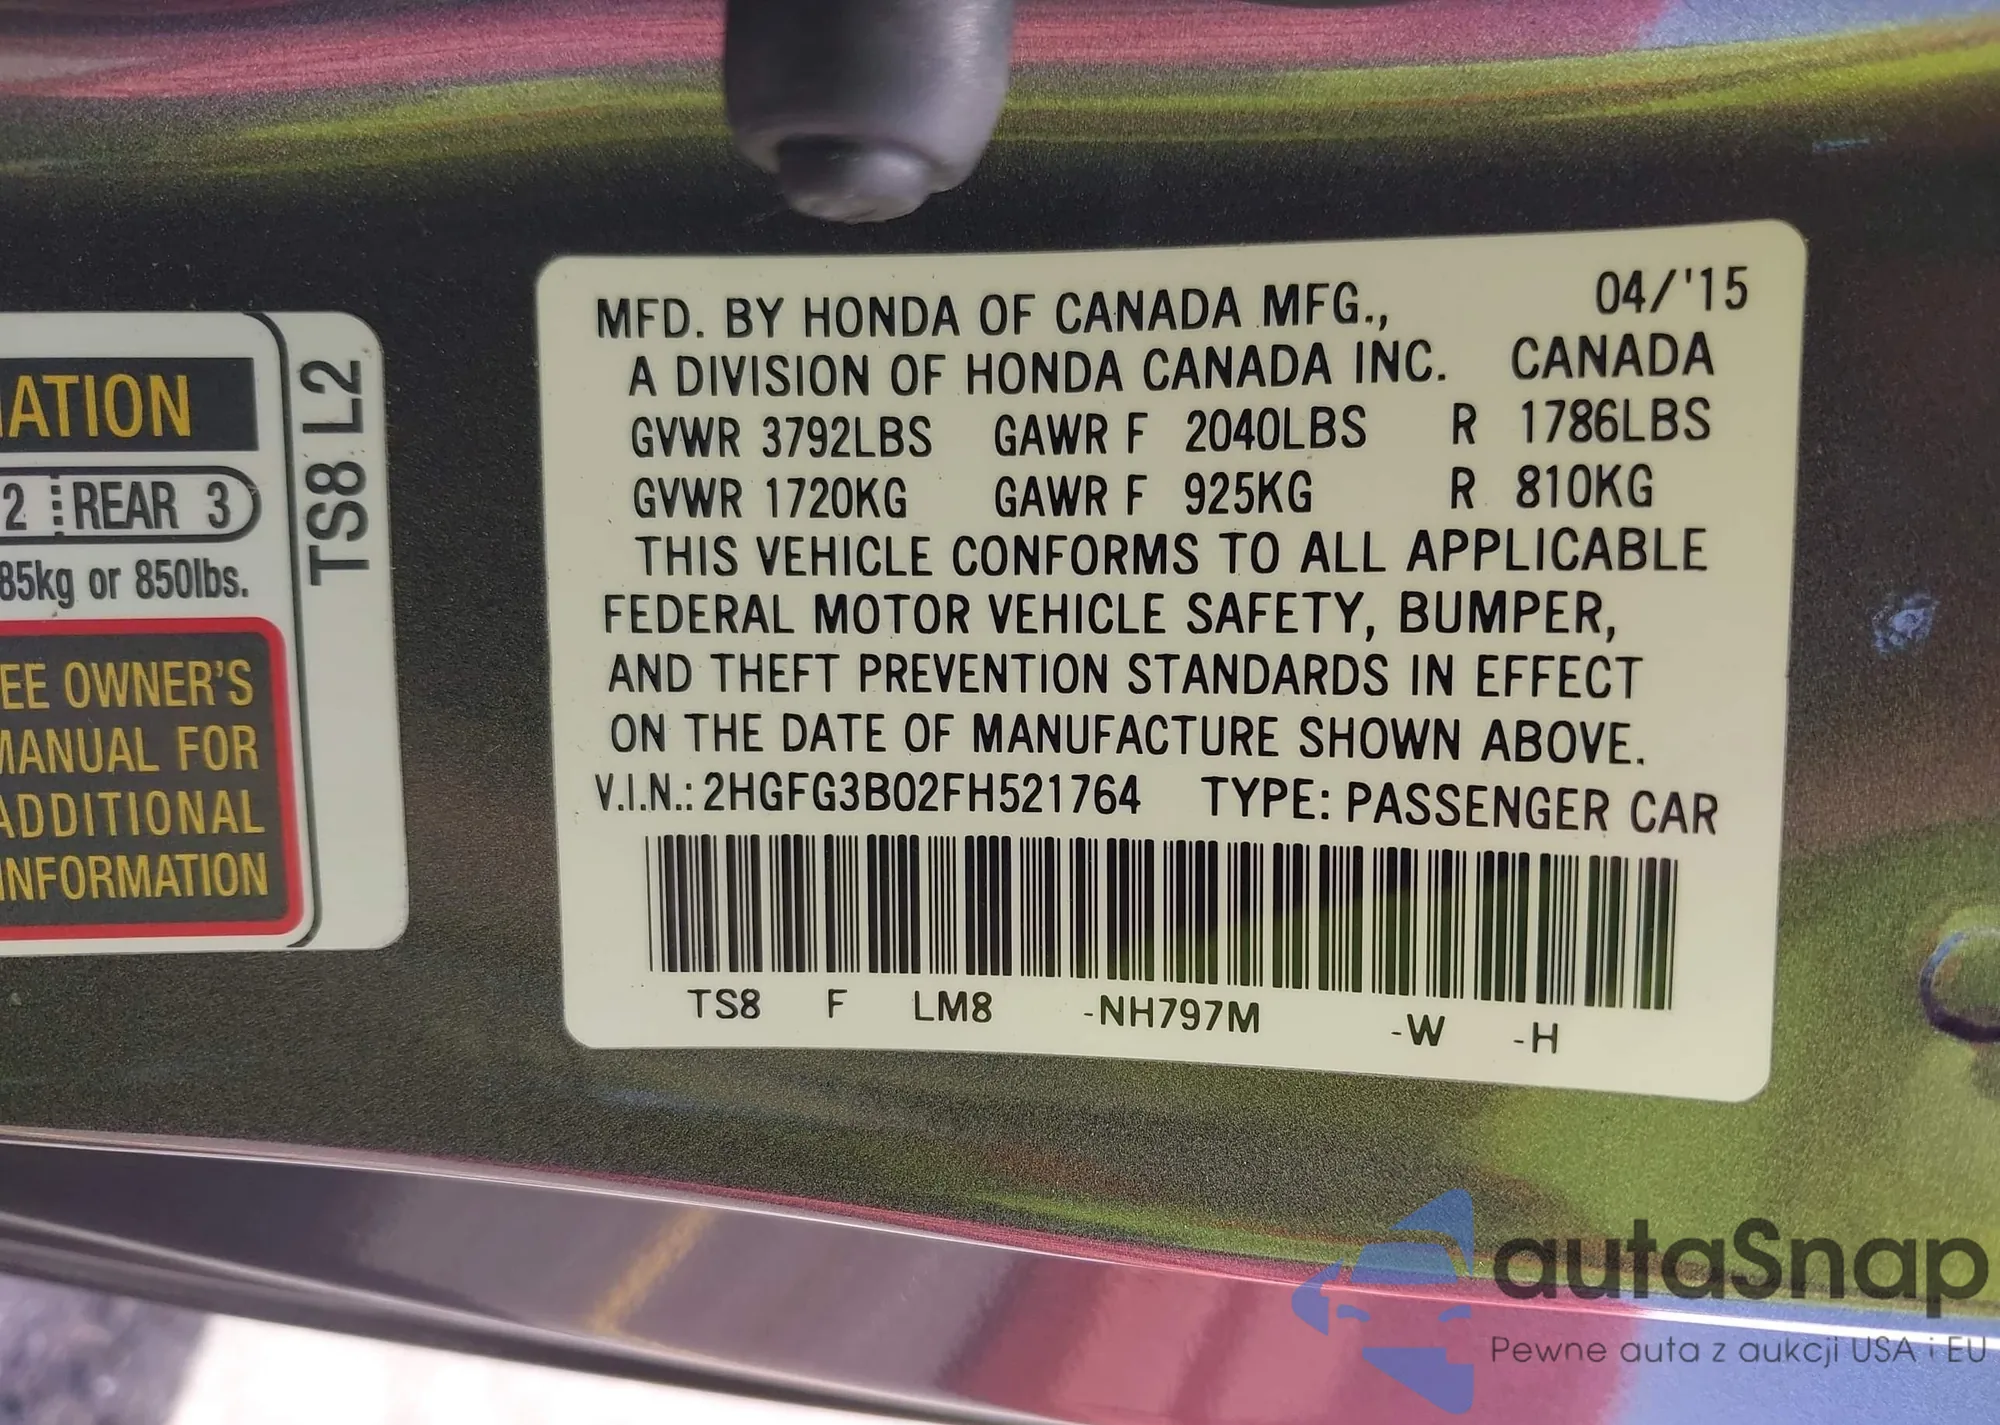 ATION
2 REAR 3
85kg or 850lbs.
EE OWNER'S
MANUAL FOR
ADDITIONAL
INFORMATION
TS8 L2
MFD. BY HONDA OF CANADA MFG., 04/'15
A DIVISION OF HONDA CANADA INC. CANADA
GVWR 3792LBS GAWR F 2040LBS R 1786LBS
GVWR 1720KG GAWR F 925KG R 810KG
THIS VEHICLE CONFORMS TO ALL APPLICABLE
FEDERAL MOTOR VEHICLE SAFETY, BUMPER,
AND THEFT PREVENTION STANDARDS IN EFFECT
ON THE DATE OF MANUFACTURE SHOWN ABOVE.
V.I.N.: 2HGFG3B02FH521764 TYPE: PASSENGER CAR
TS8 F LM8 -NH797M -W -H
autaSnap
Pewne auta z aukcji USA i EU